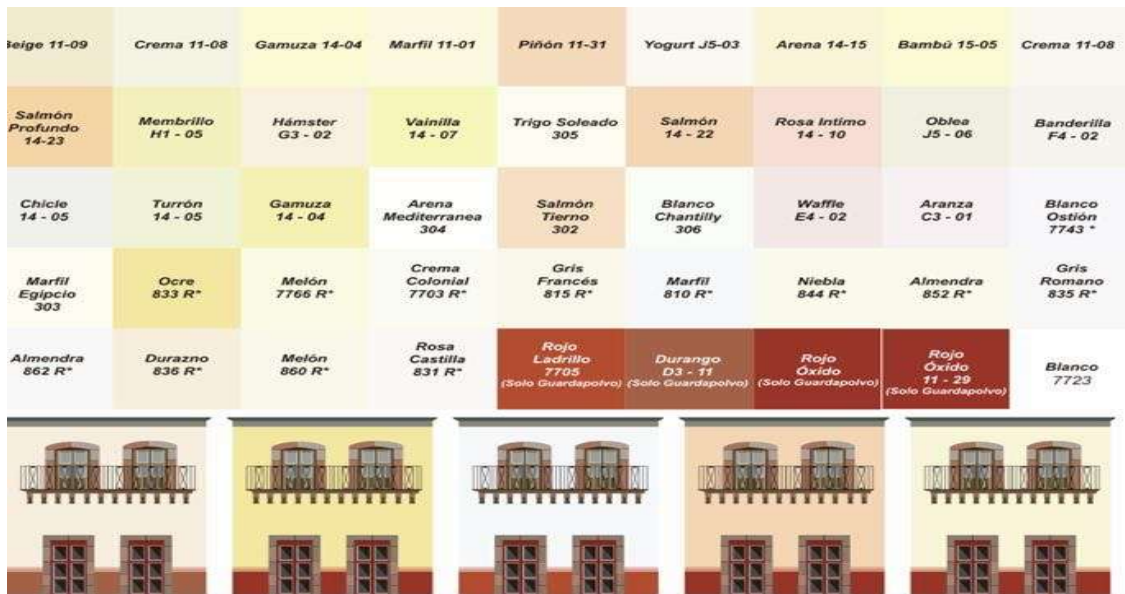 Beige 11-09 Crema 11-08 Gamuza 14-04 Marfil 11-01 Piñón 11-31 Yogurt J5-03 Arena 14-15 Bambú 15-05 Crema 11-08
Salmón
Profundo
14-23
Membrillo
H1 - 05
Hámster
G3 - 02
Vainilla
14 - 07
Trigo Soleado
305
Salmón
14 - 22
Rosa Intimo
14 - 10
Oblea
J5 - 06
Banderilla
F4 - 02
Chicle
14 - 05
Turrón
14 - 05
Gamuza
14 - 04
Arena
Mediterranea
304
Salmón
Tierno
302
Blanco
Chantilly
306
Waffle
E4 - 02
Aranza
C3 - 01
Blanco
Ostión
7743 *
Marfil
Egipcio
303
Ocre
833 R*
Melón
7766 R*
Crema
Colonial
7703 R*
Gris
Francés
815 R*
Marfil
810 R*
Niebla
844 R*
Almendra
852 R*
Gris
Romano
835 R*
Almendra
862 R*
Durazno
836 R*
Melón
860 R*
Rosa
Castilla
831 R*
Rojo
Ladrillo
7705
(Solo Guardapolvo)
Durango
D3 - 11
(Solo Guardapolvo)
Rojo
Óxido
(Solo Guardapolvo)
Rojo
Óxido
11 - 29
(Solo Guardapolvo)
Blanco
7723